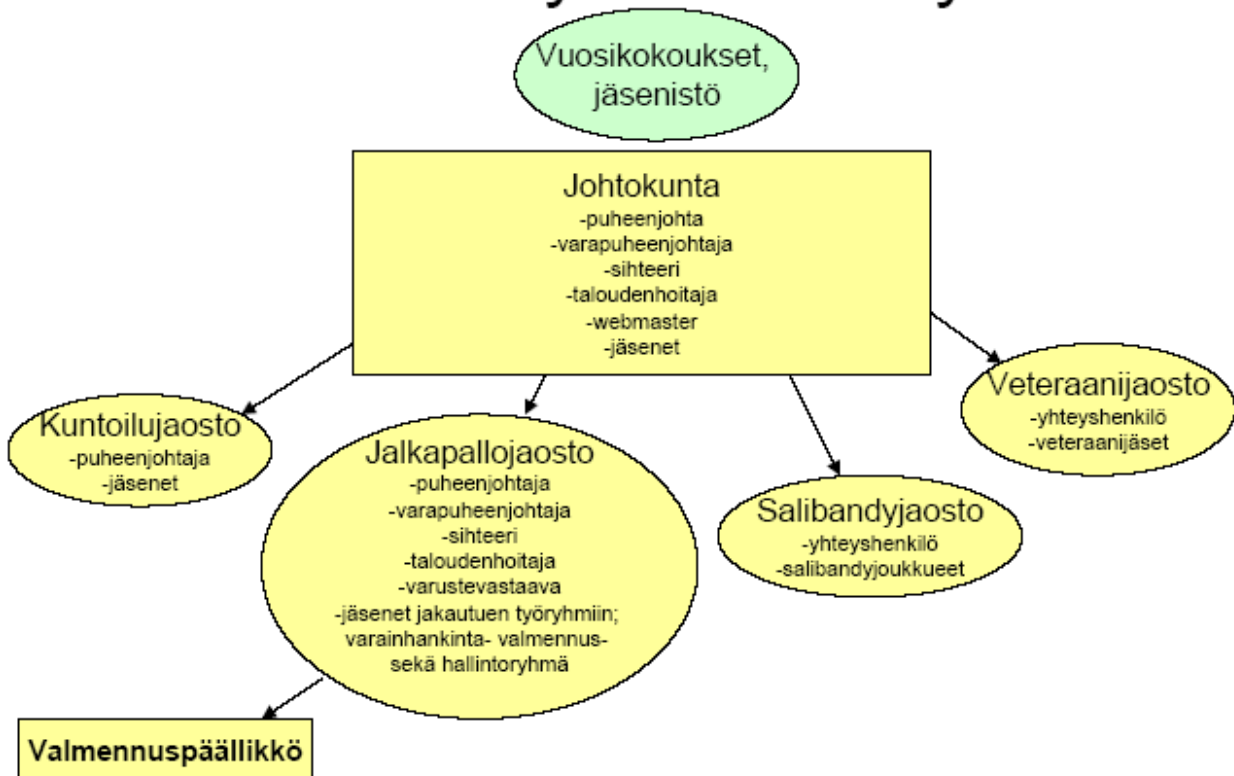 Vuosikokoukset,
jäsenistö
Johtokunta
-puheenjohta
-varapuheenjohtaja
-sihteeri
-taloudenhoitaja
-webmaster
-jäsenet
Kuntoilujaosto
-puheenjohtaja
-jäsenet
Jalkapallojaosto
-puheenjohtaja
-varapuheenjohtaja
-sihteeri
-taloudenhoitaja
-varustevastaava
-jäsenet jakautuen työryhmiin;
varainhankinta- valmennus-
sekä hallintoryhmä
Salibandyjaosto
-yhteyshenkilö
-salibandyjoukkueet
Veteraanijaosto
-yhteyshenkilö
-veteraanijäset
Valmennuspäällikkö